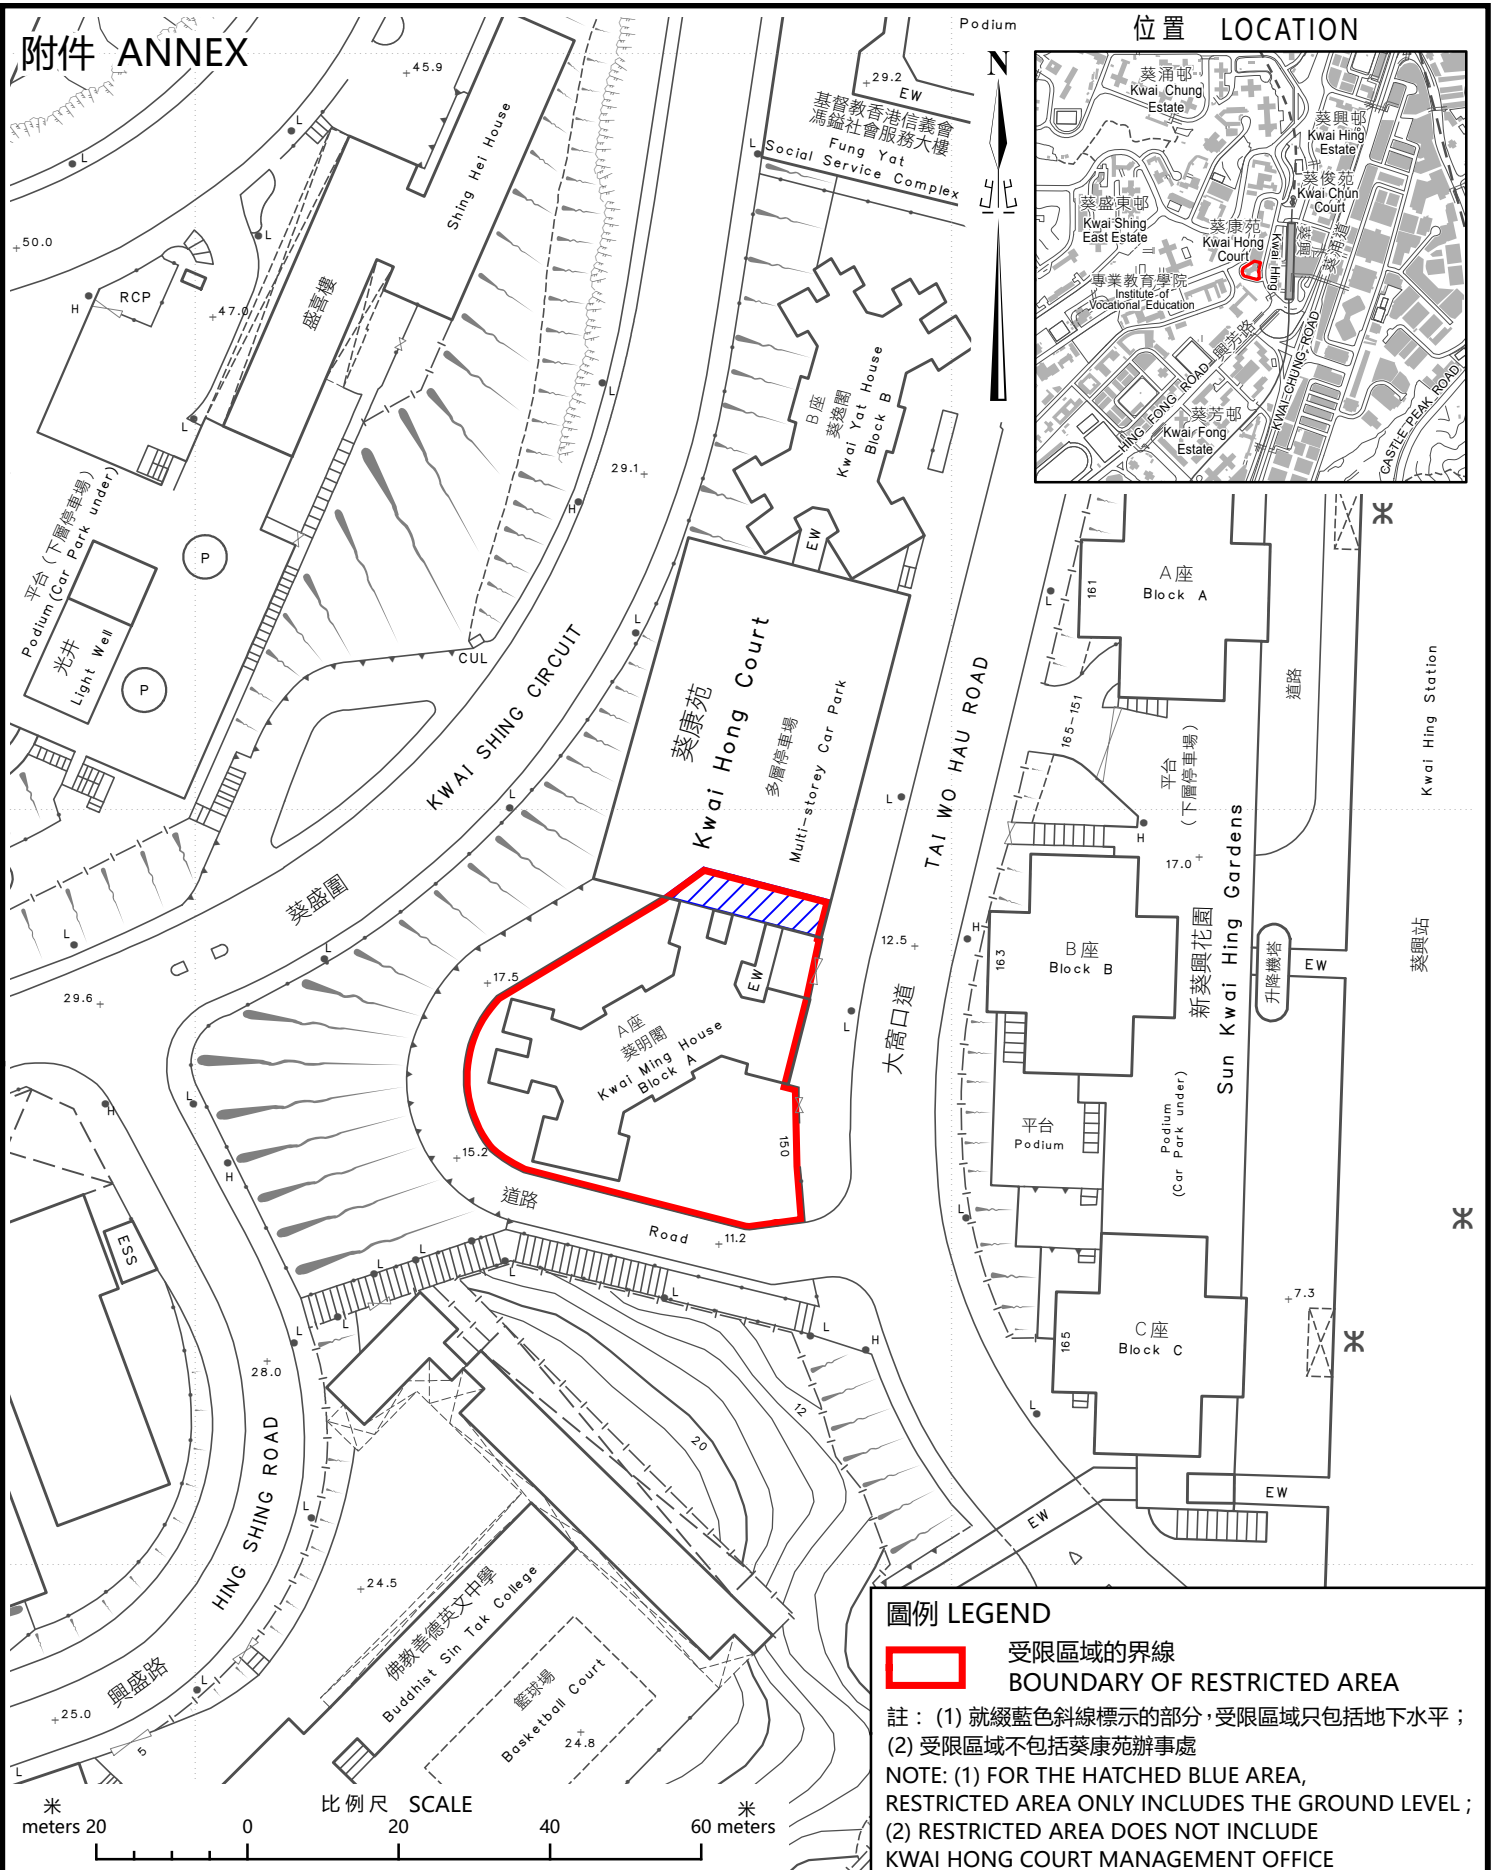 附件 ANNEX
位置 LOCATION
Podium
N
45.9
29.2
EW
基督教香港信義會
馮鎰社會服務大樓
Fung Yat
Social Service Complex
葵涌邨
Kwai Chung
Estate
葵興邨
Kwai Hing
Estate
葵俊苑
Kwai Chun
Court
葵盛東邨
Kwai Shing
East Estate
葵康苑
Kwai Hong
Court
Kwai Hing
葵興
葵涌道
專業教育學院
Institute of
Vocational Education
興芳路
HING FONG ROAD
KWAI CHUNG ROAD
葵芳邨
Kwai Fong
Estate
CASTLE PEAK ROAD
50.0
RCP
H
47.0
盛喜樓
Shing Hei House
L
L
L
L
L
L
H
29.1
B座
葵逸閣
Kwai Yat House
Block B
EW
平台 (下層停車場)
Podium (Car Park under)
P
光井
Light Well
P
CUL
KWAI SHING CIRCUIT
葵盛圍
L
L
L
L
葵康苑
Kwai Hong Court
多層停車場
Multi-storey Car Park
L
TAI WO HAU ROAD
大窩口道
L
12.5
L
161
A座
Block A
165-151
道路
Kwai Hing Station
葵興站
平台
(下層停車場)
H
17.0
新葵興花園
Sun Kwai Hing Gardens
H
163
B座
Block B
升降機塔
EW
平台
Podium
Podium
(Car Park under)
L
29.6
17.5
A座
葵明閣
Kwai Ming House
Block A
EW
150
15.2
道路
Road
11.2
H
L
H
ESS
L
L
L
L
L
L
L
L
H
28.0
HING SHING ROAD
興盛路
L
L
L
25.0
5
24.5
20
12
佛教善德英文中學
Buddhist Sin Tak College
籃球場
Basketball Court
24.8
165
C座
Block C
7.3
L
EW
EW
圖例 LEGEND
受限區域的界線
BOUNDARY OF RESTRICTED AREA
註： (1) 就綴藍色斜線標示的部分，受限區域只包括地下水平；
(2) 受限區域不包括葵康苑辦事處
NOTE: (1) FOR THE HATCHED BLUE AREA,
RESTRICTED AREA ONLY INCLUDES THE GROUND LEVEL ;
(2) RESTRICTED AREA DOES NOT INCLUDE
KWAI HONG COURT MANAGEMENT OFFICE
比例尺 SCALE
米 米
meters 20 0 20 40 60 meters